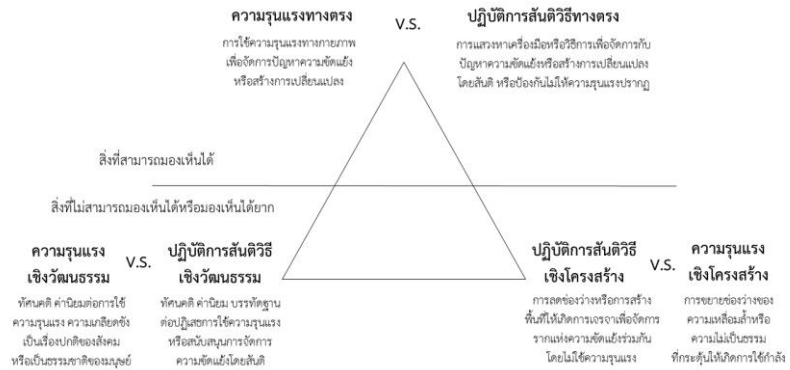 ความรุนแรงทางตรง
V.S.
ปฏิบัติการสันติวิธีทางตรง
การใช้ความรุนแรงทางกายภาพ
เพื่อจัดการปัญหาความขัดแย้ง
หรือสร้างการเปลี่ยนแปลง
การแสวงหาเครื่องมือหรือวิธีการเพื่อจัดการกับ
ปัญหาความขัดแย้งหรือสร้างการเปลี่ยนแปลง
โดยสันติ หรือป้องกันไม่ให้ความรุนแรงปรากฏ
สิ่งที่สามารถมองเห็นได้
สิ่งที่ไม่สามารถมองเห็นได้หรือมองเห็นได้ยาก
ความรุนแรง
เชิงวัฒนธรรม
V.S.
ปฏิบัติการสันติวิธี
เชิงวัฒนธรรม
ทัศนคติ ค่านิยมต่อการใช้
ความรุนแรง ความเกลียดชัง
เป็นเรื่องปกติของสังคม
หรือเป็นธรรมชาติของมนุษย์
ทัศนคติ ค่านิยม บรรทัดฐาน
ต่อปฏิเสธการใช้ความรุนแรง
หรือสนับสนุนการจัดการ
ความขัดแย้งโดยสันติ
ปฏิบัติการสันติวิธี
เชิงโครงสร้าง
V.S.
ความรุนแรง
เชิงโครงสร้าง
การลดช่องว่างหรือการสร้าง
พื้นที่ให้เกิดการเจรจาเพื่อจัดการ
รากแห่งความขัดแย้งร่วมกัน
โดยไม่ใช้ความรุนแรง
การขยายช่องว่างของ
ความเหลื่อมล้ำหรือ
ความไม่เป็นธรรม
ที่กระตุ้นให้เกิดการใช้กำลัง